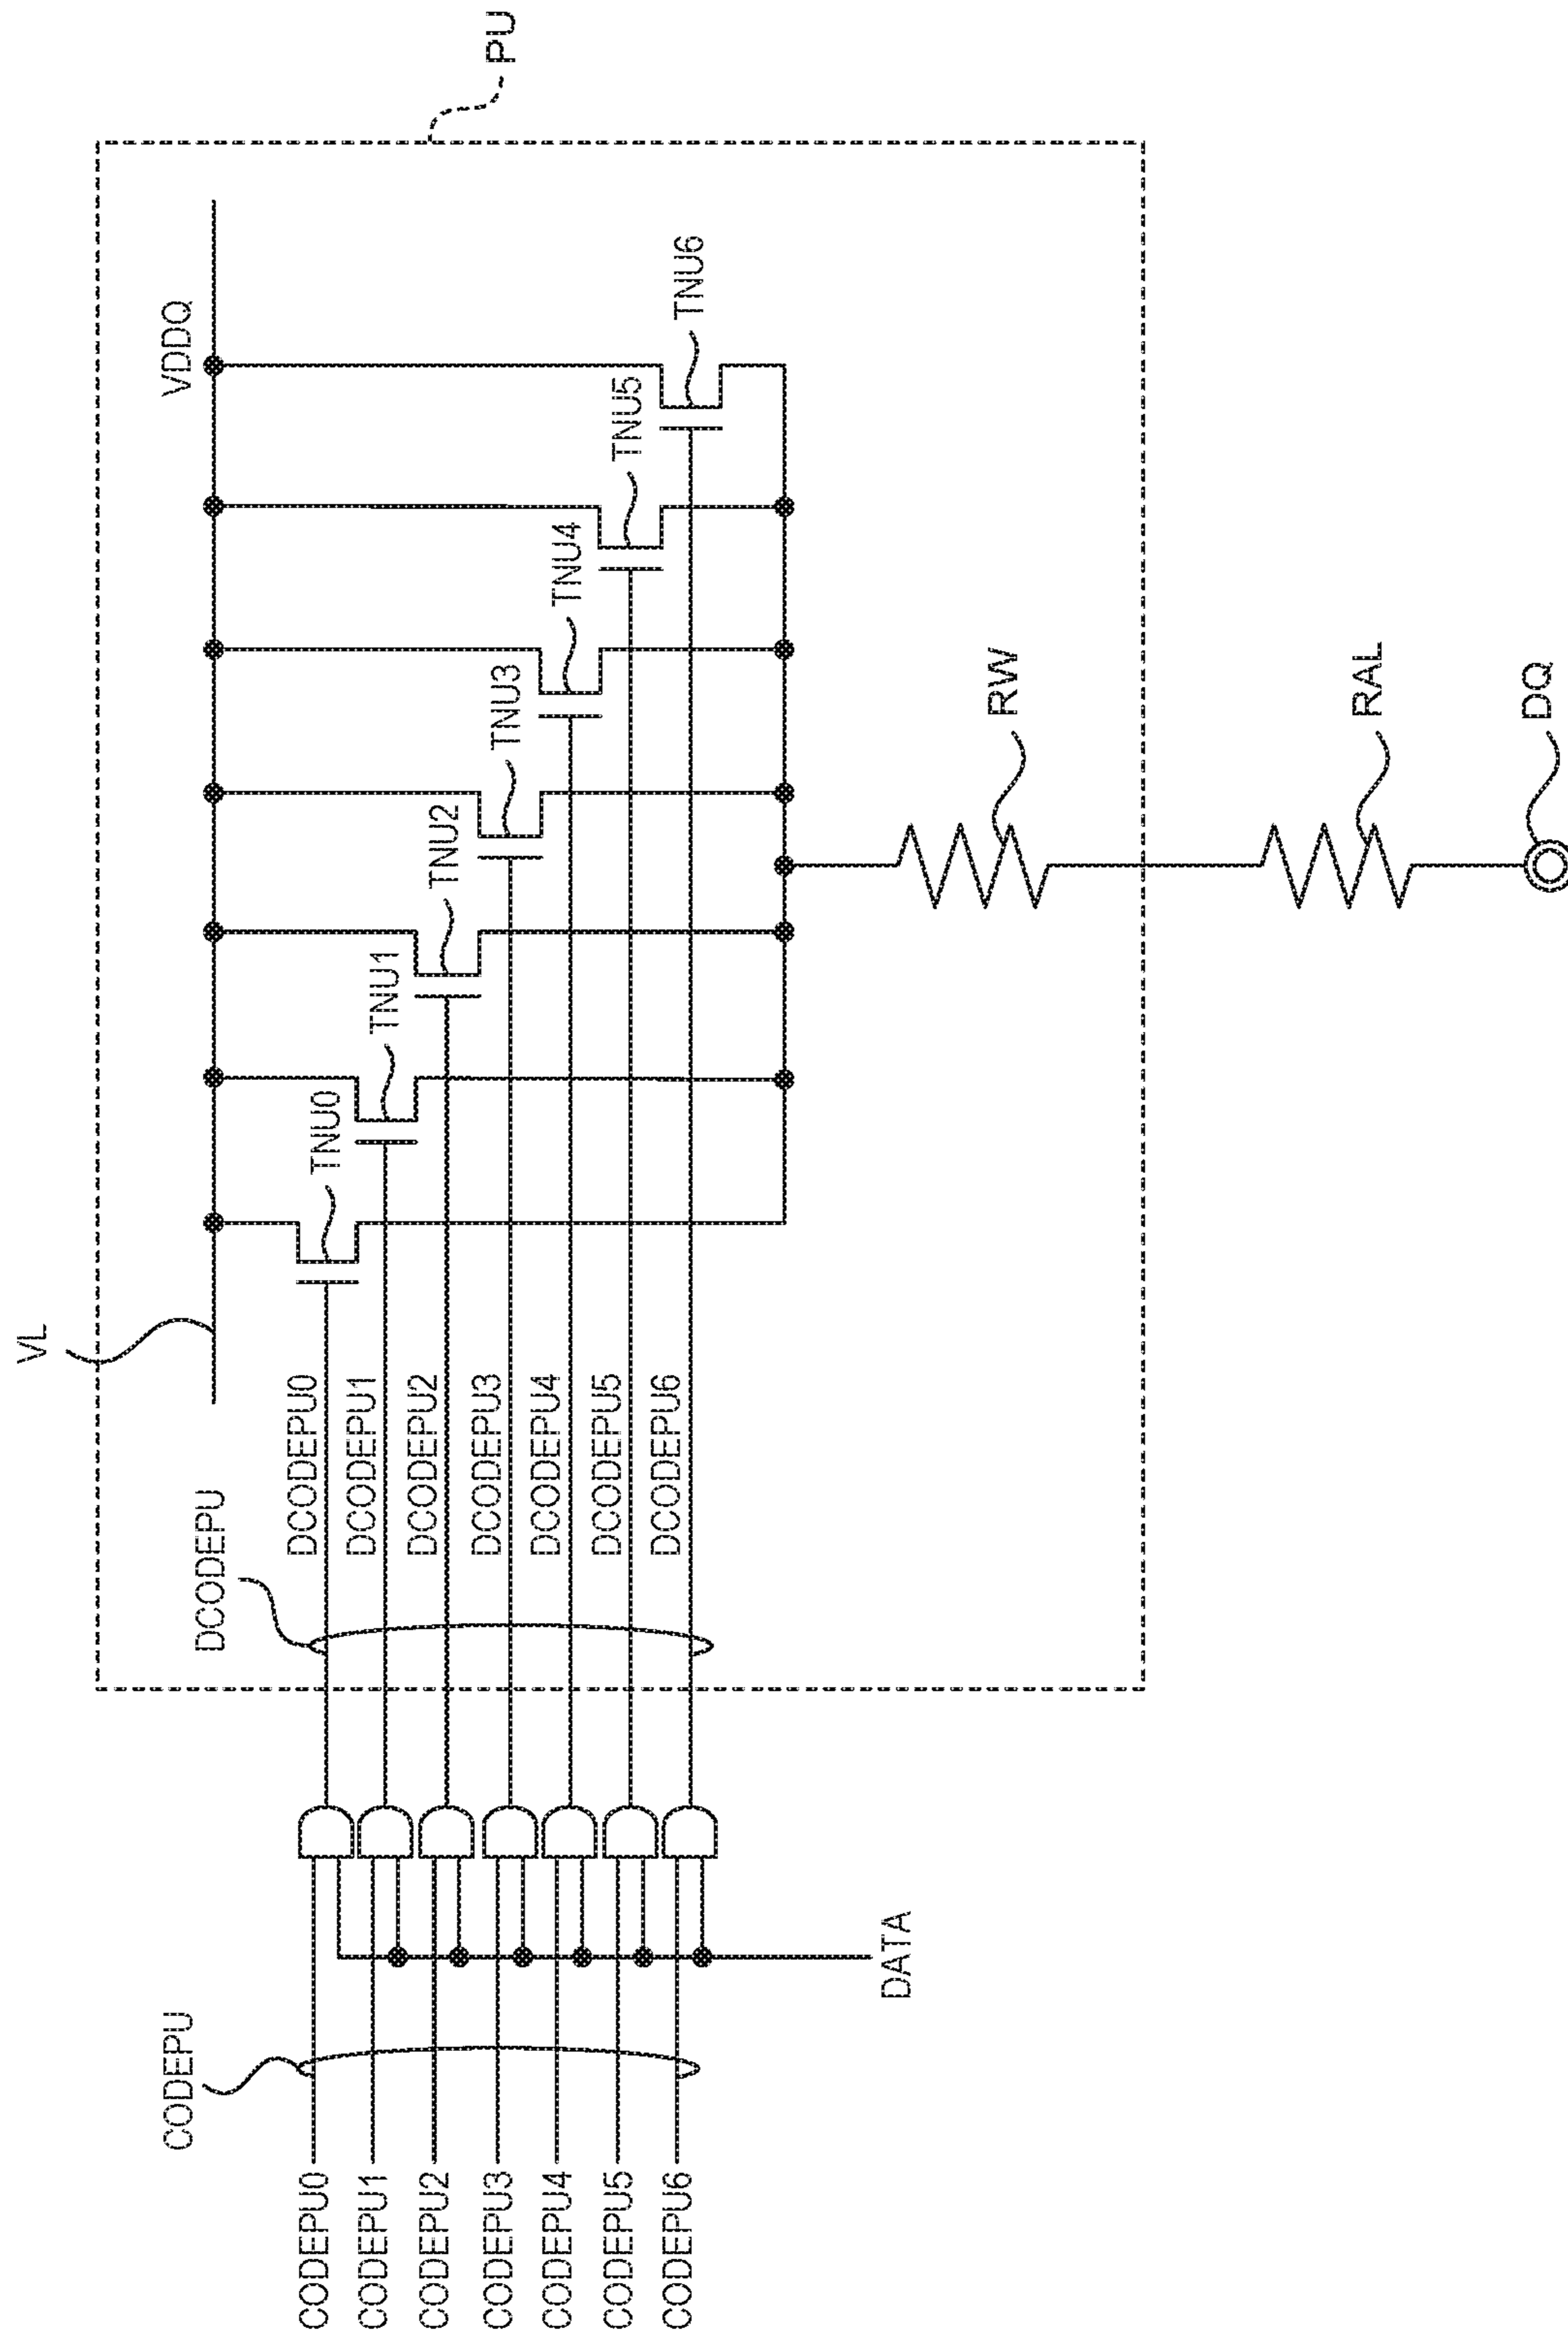 PU
VL
VDDQ
TNU0
TNU1
TNU2
TNU3
TNU4
TNU5
TNU6
DCODEPU
DCODEPU0
DCODEPU1
DCODEPU2
DCODEPU3
DCODEPU4
DCODEPU5
DCODEPU6
CODEPU
CODEPU0
CODEPU1
CODEPU2
CODEPU3
CODEPU4
CODEPU5
CODEPU6
DATA
RW
RAL
DQ